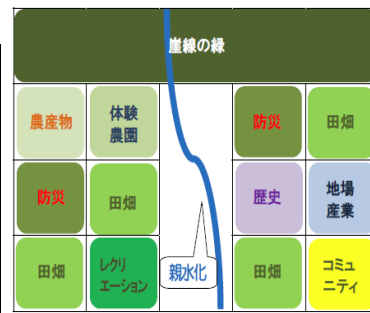 崖線の緑
農産物
体験
農園
防災
田畑
防災
田畑
歴史
地場
産業
田畑
レクリ
エーション
親水化
田畑
コミュ
ニティ